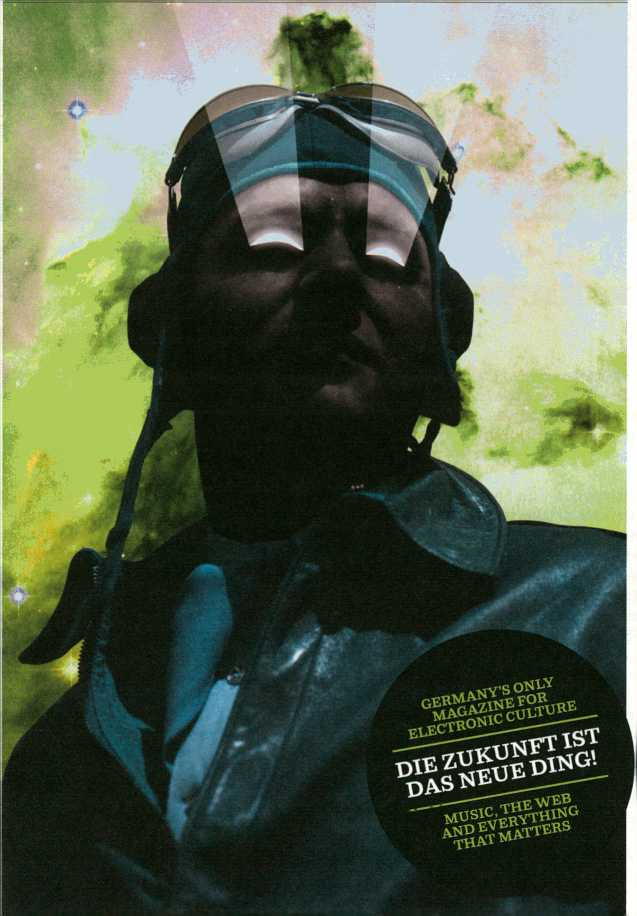 GERMANY'S ONLY
MAGAZINE FOR
ELECTRONIC CULTURE
DIE ZUKUNFT IST
DAS NEUE DING!
MUSIC, THE WEB
AND EVERYTHING
THAT MATTERS